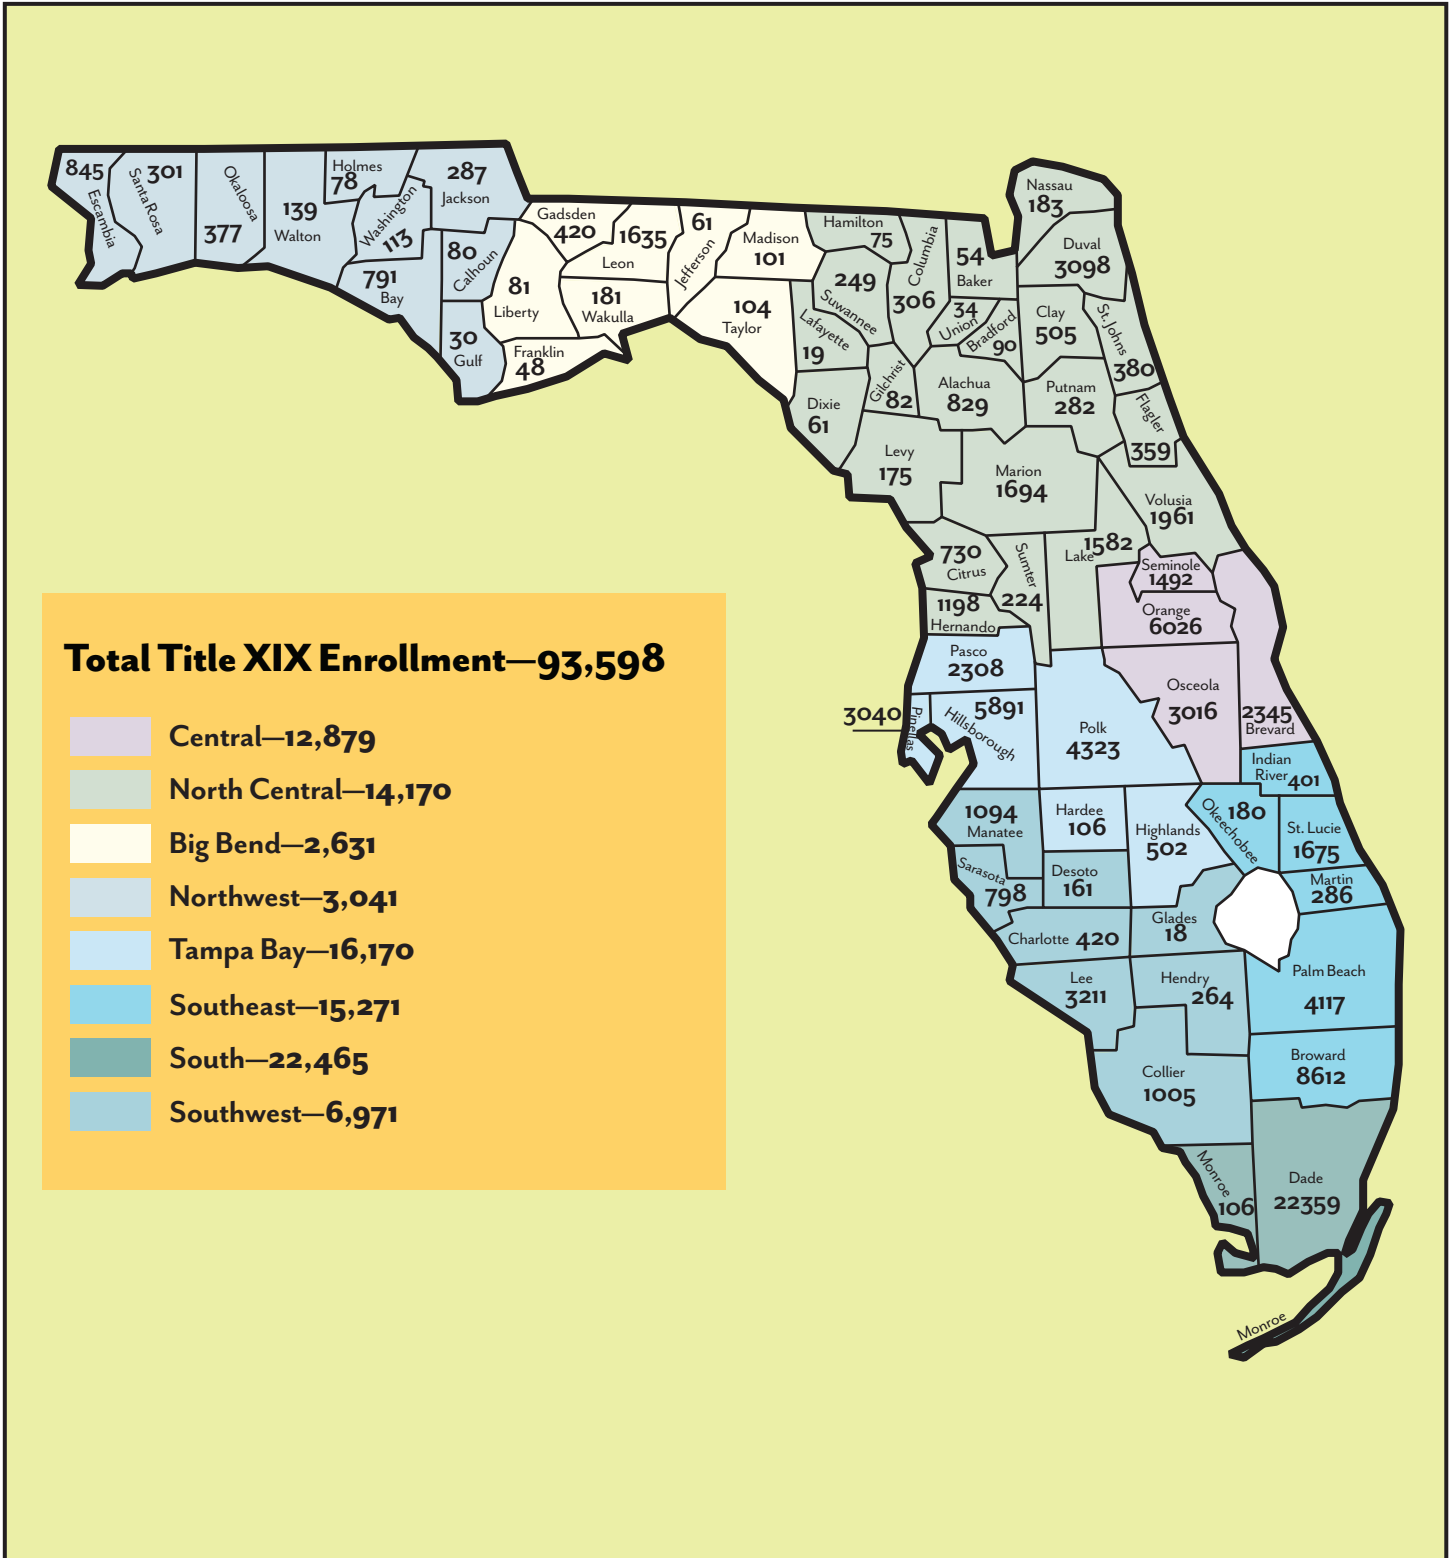 845
Escambia
301
Santa Rosa
Okaloosa
377
139
Walton
Holmes
78
Washington
113
287
Jackson
791
Bay
80
Calhoun
30
Gulf
Gadsden
420
81
Liberty
Franklin
48
1635
Leon
181
Wakulla
61
Jefferson
Madison
101
104
Taylor
Hamilton
75
249
Suwannee
Lafayette
19
Dixie
61
Columbia
306
54
Baker
Nassau
183
Duval
3098
34
Union
Bradford
90
Clay
505
St. Johns
380
Gilchrist
82
Alachua
829
Putnam
282
Flagler
359
Levy
175
Marion
1694
Volusia
1961
730
Citrus
Sumter
224
1582
Lake
Seminole
1492
1198
Hernando
Orange
6026
Pasco
2308
3040
Pinellas
5891
Hillsborough
Polk
4323
Osceola
3016
2345
Brevard
Indian
River 401
1094
Manatee
Hardee
106
Highlands
502
180
Okeechobee
St. Lucie
1675
Sarasota
798
Desoto
161
Martin
286
Charlotte 420
Glades
18
Lee
3211
Hendry
264
Palm Beach
4117
Collier
1005
Broward
8612
Monroe
106
Dade
22359
Monroe
Total Title XIX Enrollment—93,598
Central—12,879
North Central—14,170
Big Bend—2,631
Northwest—3,041
Tampa Bay—16,170
Southeast—15,271
South—22,465
Southwest—6,971